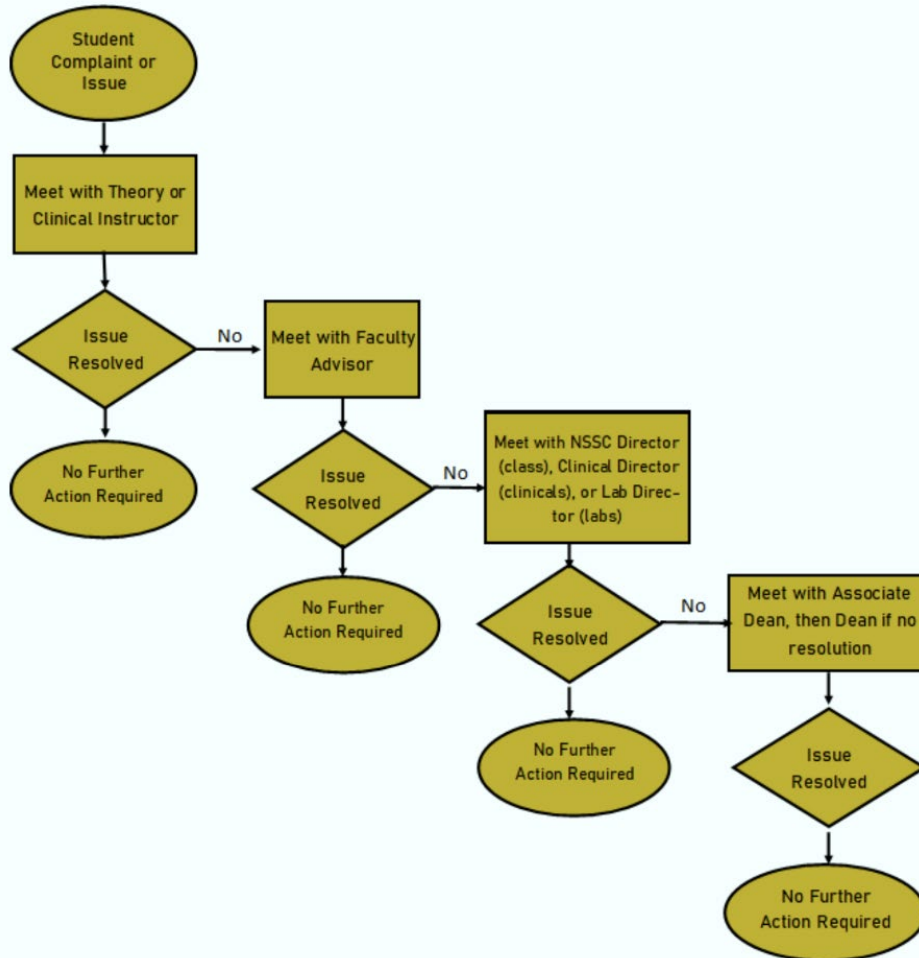 Student
Complaint or
Issue
Meet with Theory or
Clinical Instructor
Issue
Resolved
No
Meet with Faculty
Advisor
No Further
Action Required
Issue
Resolved
No
Meet with NSSC Director
(class), Clinical Director
(clinicals), or Lab Direc-
tor (labs)
No Further
Action Required
Issue
Resolved
No
Meet with Associate
Dean, then Dean if no
resolution
No Further
Action Required
Issue
Resolved
No Further
Action Required